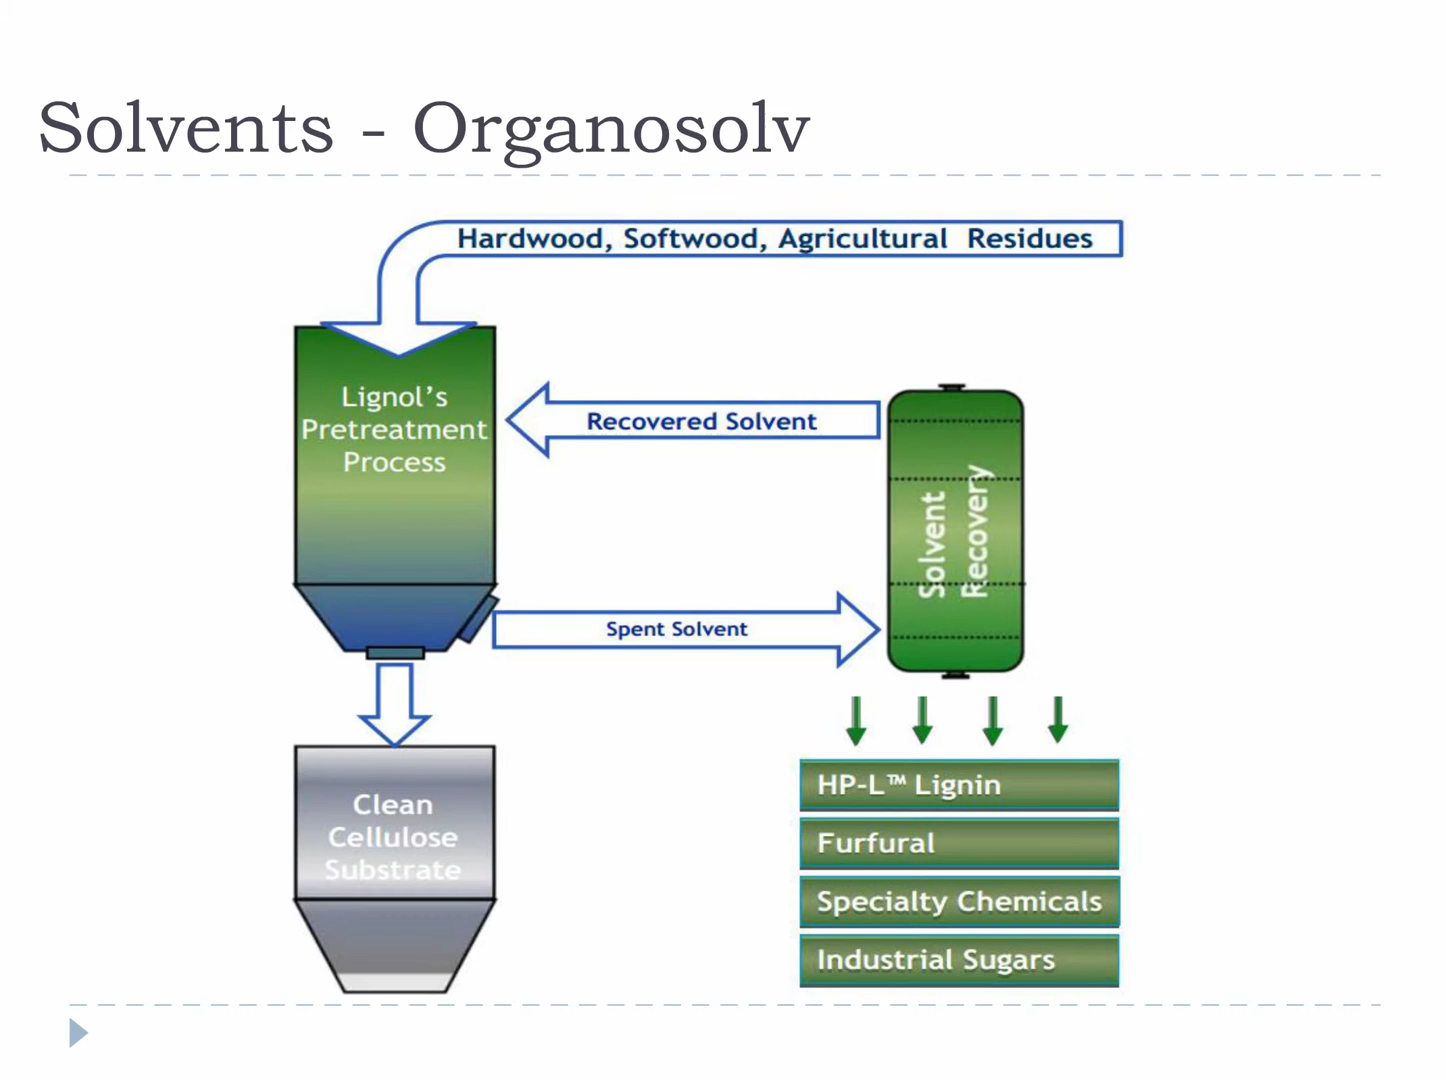 Solvents - Organosolv
Hardwood, Softwood, Agricultural Residues
Lignol's
Pretreatment
Process
Recovered Solvent
Solvent
Recovery
Spent Solvent
Clean
Cellulose
Substrate
HP-L™ Lignin
Furfural
Specialty Chemicals
Industrial Sugars